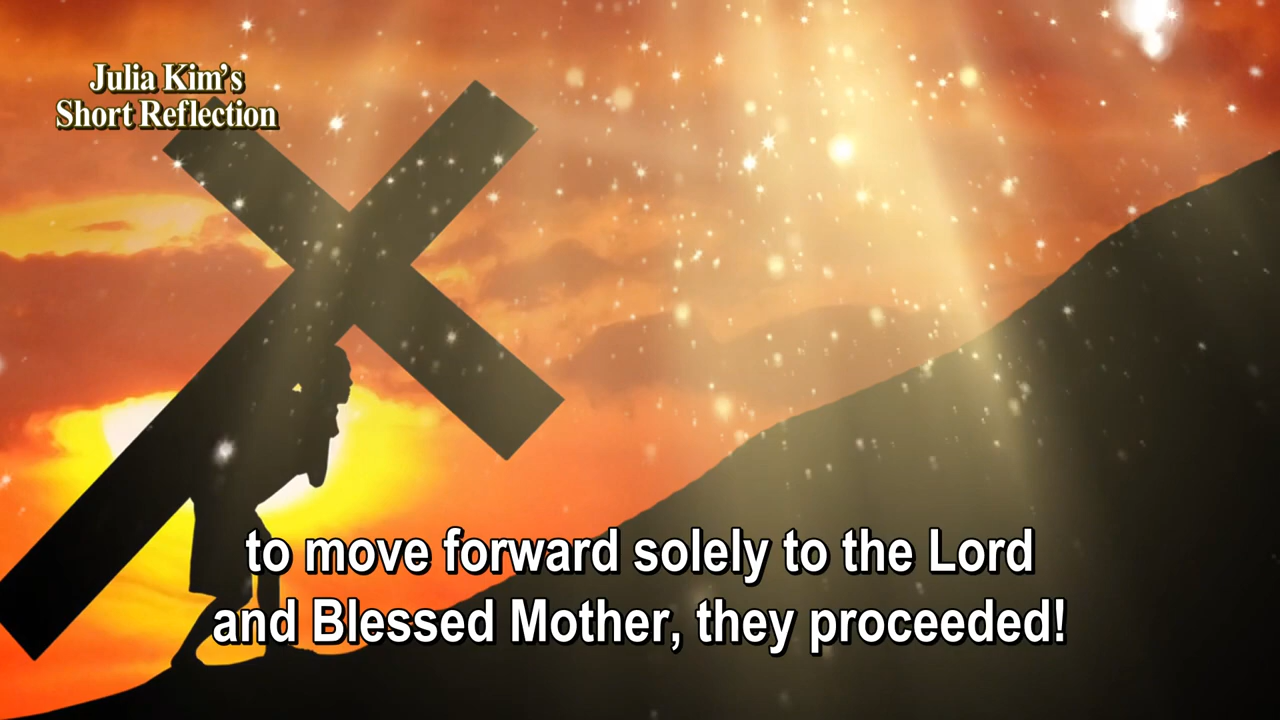 Julia Kim's
Short Reflection
to move forward solely to the Lord
and Blessed Mother, they proceeded!